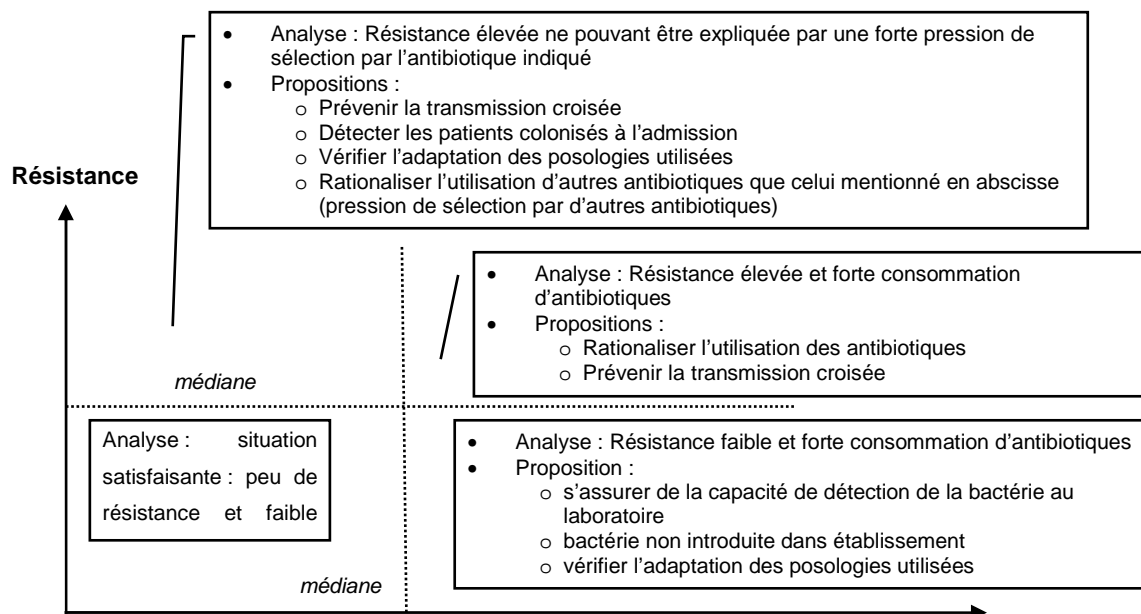 • Analyse : Résistance élevée ne pouvant être expliquée par une forte pression de
sélection par l'antibiotique indiqué
• Propositions :
o Prévenir la transmission croisée
o Détecter les patients colonisés à l'admission
o Vérifier l'adaptation des posologies utilisées
o Rationaliser l'utilisation d'autres antibiotiques que celui mentionné en abscisse
(pression de sélection par d'autres antibiotiques)
Résistance
• Analyse : Résistance élevée et forte consommation
d'antibiotiques
• Propositions :
o Rationaliser l'utilisation des antibiotiques
o Prévenir la transmission croisée
médiane
Analyse : situation
satisfaisante : peu de
résistance et faible
• Analyse : Résistance faible et forte consommation d'antibiotiques
• Proposition :
o s'assurer de la capacité de détection de la bactérie au
laboratoire
o bactérie non introduite dans établissement
o vérifier l'adaptation des posologies utilisées
médiane